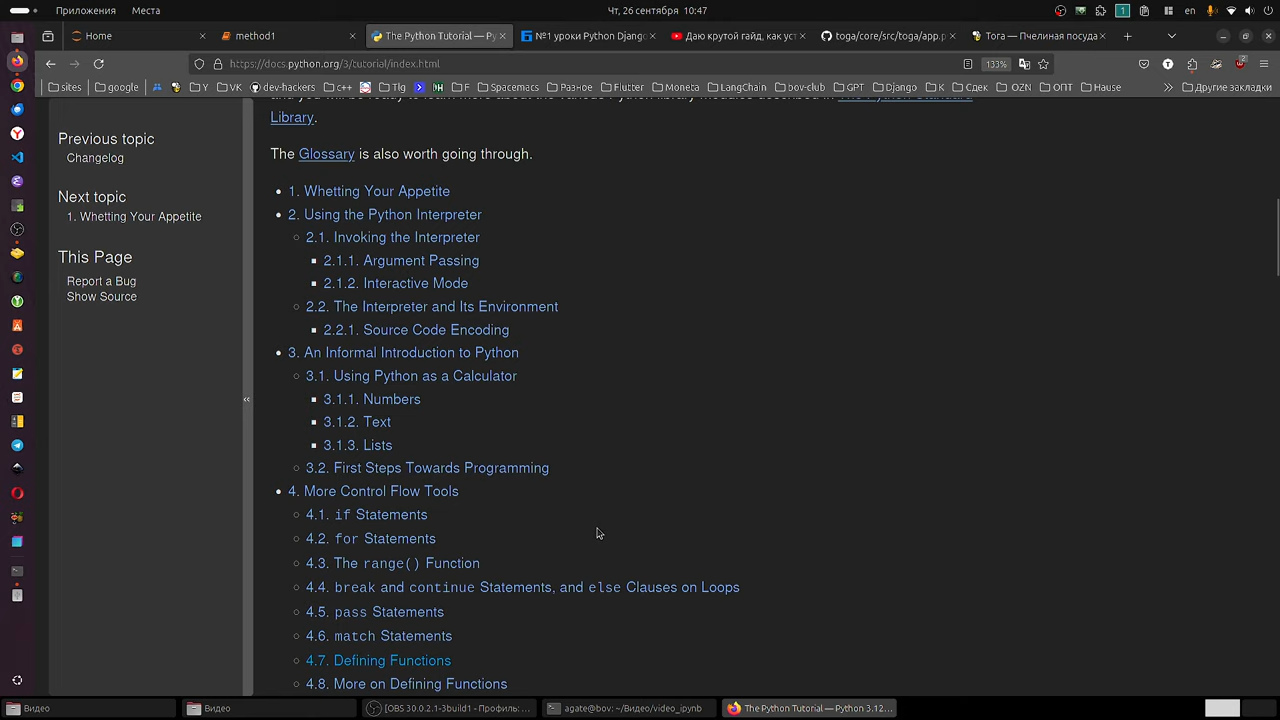 Приложения Места Чт, 26 сентября 10:47 1 en
Home method1 The Python Tutorial — Py №1 уроки Python Django Даю крутой гайд, как уст toga/core/src/toga/app.p Тога — Пчелиная посуда
https://docs.python.org/3/tutorial/index.html 133%
sites google Y VK dev-hackers C++ Tlg F Spacemacs Разное Flutter Moneta LangChain bov-club GPT Django K Сдек OZN ОПТ Hause Другие закладки
Library.
The Glossary is also worth going through.
Previous topic
Changelog
Next topic
1. Whetting Your Appetite
This Page
Report a Bug
Show Source
1. Whetting Your Appetite
2. Using the Python Interpreter
2.1. Invoking the Interpreter
2.1.1. Argument Passing
2.1.2. Interactive Mode
2.2. The Interpreter and Its Environment
2.2.1. Source Code Encoding
3. An Informal Introduction to Python
3.1. Using Python as a Calculator
3.1.1. Numbers
3.1.2. Text
3.1.3. Lists
3.2. First Steps Towards Programming
4. More Control Flow Tools
4.1. if Statements
4.2. for Statements
4.3. The range() Function
4.4. break and continue Statements, and else Clauses on Loops
4.5. pass Statements
4.6. match Statements
4.7. Defining Functions
4.8. More on Defining Functions
Видео Видео [OBS 30.0.2.1-3build1 - Профиль: ... agate@bov: ~/Видео/video_ipynb The Python Tutorial — Python 3.12...